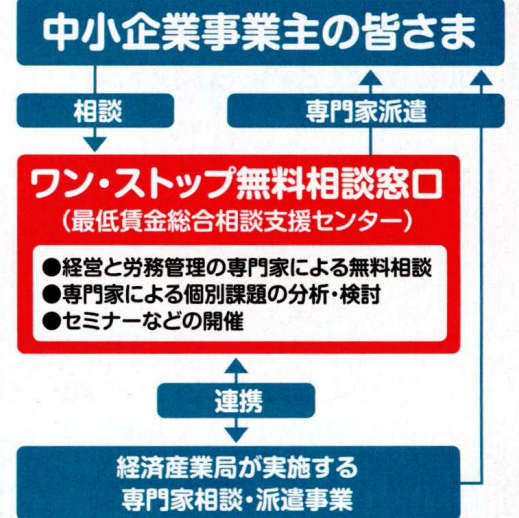 中小企業事業主の皆さま
相談
専門家派遣
ワン・ストップ無料相談窓口
(最低賃金総合相談支援センター)
●経営と労務管理の専門家による無料相談
●専門家による個別課題の分析・検討
●セミナーなどの開催
連携
経済産業局が実施する
専門家相談・派遣事業